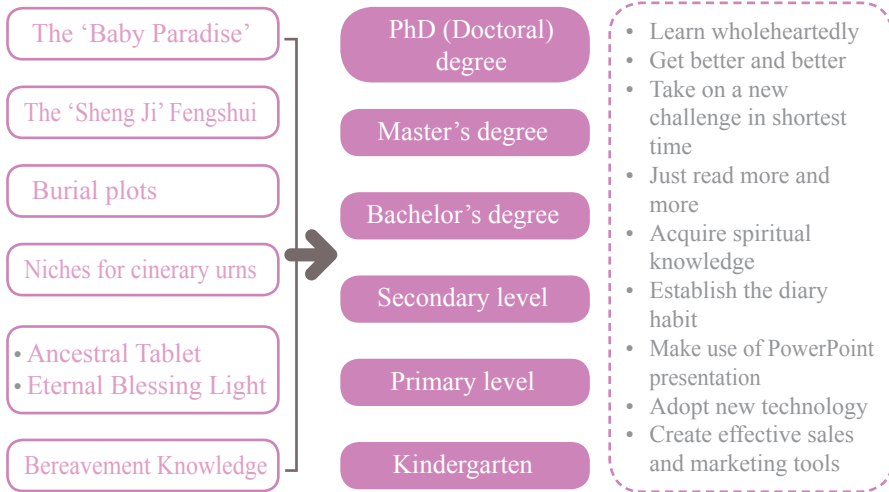 The ‘Baby Paradise’
The ‘Sheng Ji’ Fengshui
Burial plots
Niches for cinerary urns
• Ancestral Tablet
• Eternal Blessing Light
Bereavement Knowledge
PhD (Doctoral)
degree
Master’s degree
Bachelor’s degree
Secondary level
Primary level
Kindergarten
• Learn wholeheartedly
• Get better and better
• Take on a new
challenge in shortest
time
• Just read more and
more
• Acquire spiritual
knowledge
• Establish the diary
habit
• Make use of PowerPoint
presentation
• Adopt new technology
• Create effective sales
and marketing tools